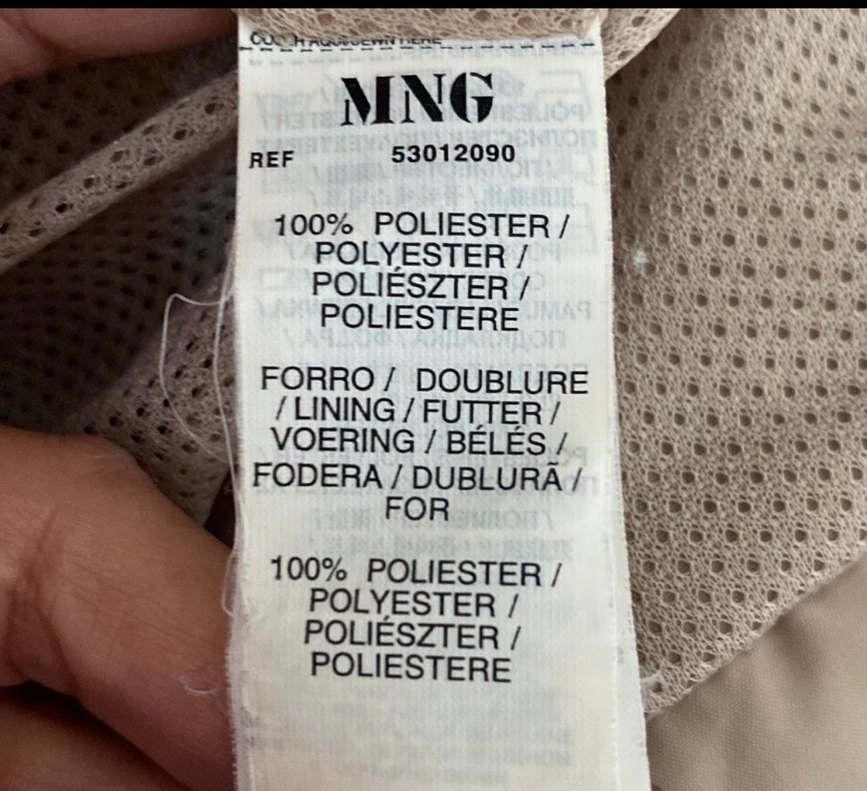 MNG
REF 53012090
100% POLIESTER /
POLYESTER /
POLIÉSZTER /
POLIESTERE
FORRO / DOUBLURE
/ LINING / FUTTER /
VOERING / BÉLÉS /
FODERA / DUBLURÃ /
FOR
100% POLIESTER /
POLYESTER /
POLIÉSZTER /
POLIESTERE